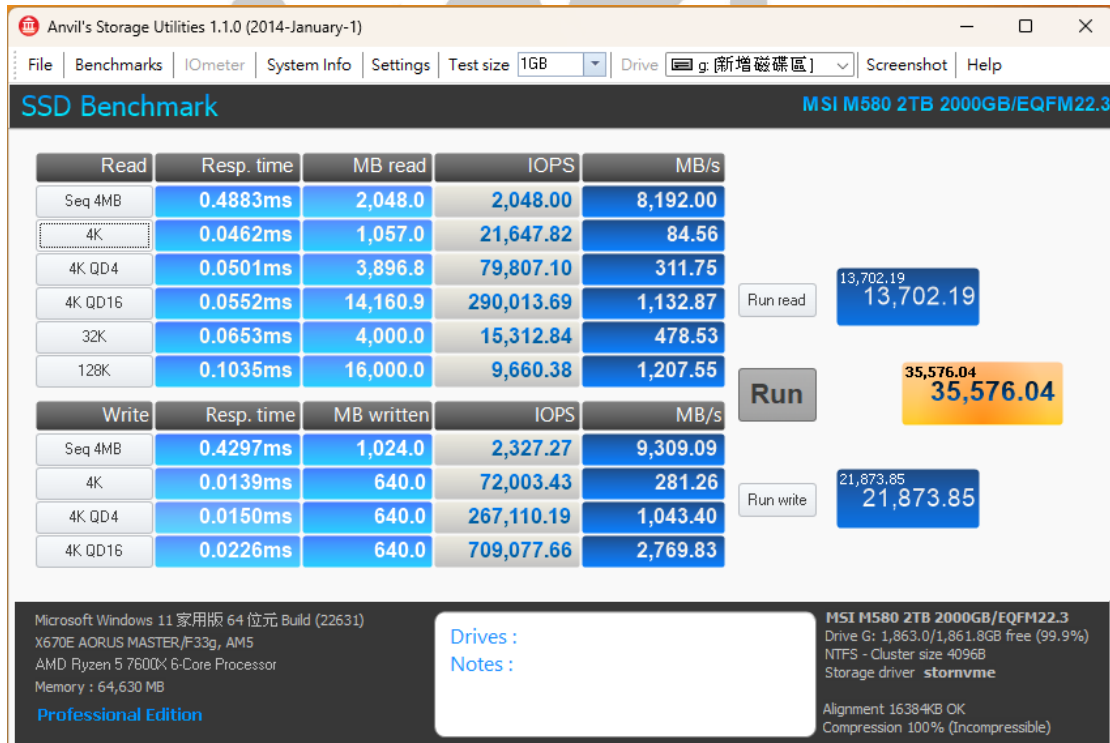 Anvil's Storage Utilities 1.1.0 (2014-January-1)
File Benchmarks IOmeter System Info Settings Test size 1GB Drive g: [新增磁碟區] Screenshot Help
SSD Benchmark MSI M580 2TB 2000GB/EQFM22.3
Read Resp. time MB read IOPS MB/s
Seq 4MB 0.4883ms 2,048.0 2,048.00 8,192.00
4K 0.0462ms 1,057.0 21,647.82 84.56
4K QD4 0.0501ms 3,896.8 79,807.10 311.75
4K QD16 0.0552ms 14,160.9 290,013.69 1,132.87
32K 0.0653ms 4,000.0 15,312.84 478.53
128K 0.1035ms 16,000.0 9,660.38 1,207.55
Run read
13,702.19
13,702.19
Run
35,576.04
35,576.04
Write Resp. time MB written IOPS MB/s
Seq 4MB 0.4297ms 1,024.0 2,327.27 9,309.09
4K 0.0139ms 640.0 72,003.43 281.26
4K QD4 0.0150ms 640.0 267,110.19 1,043.40
4K QD16 0.0226ms 640.0 709,077.66 2,769.83
Run write
21,873.85
21,873.85
Microsoft Windows 11 家用版 64 位元 Build (22631)
X670E AORUS MASTER/F33g, AM5
AMD Ryzen 5 7600X 6-Core Processor
Memory : 64,630 MB
Professional Edition
Drives :
Notes :
MSI M580 2TB 2000GB/EQFM22.3
Drive G: 1,863.0/1,861.8GB free (99.9%)
NTFS - Cluster size 4096B
Storage driver stornvme
Alignment 16384KB OK
Compression 100% (Incompressible)